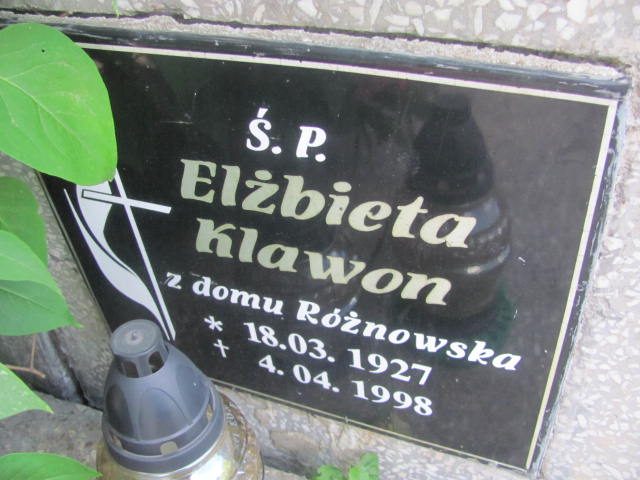 Ś. P.
Elżbieta
Klawon
z domu Różnowska
* 18.03. 1927
† 4.04. 1998